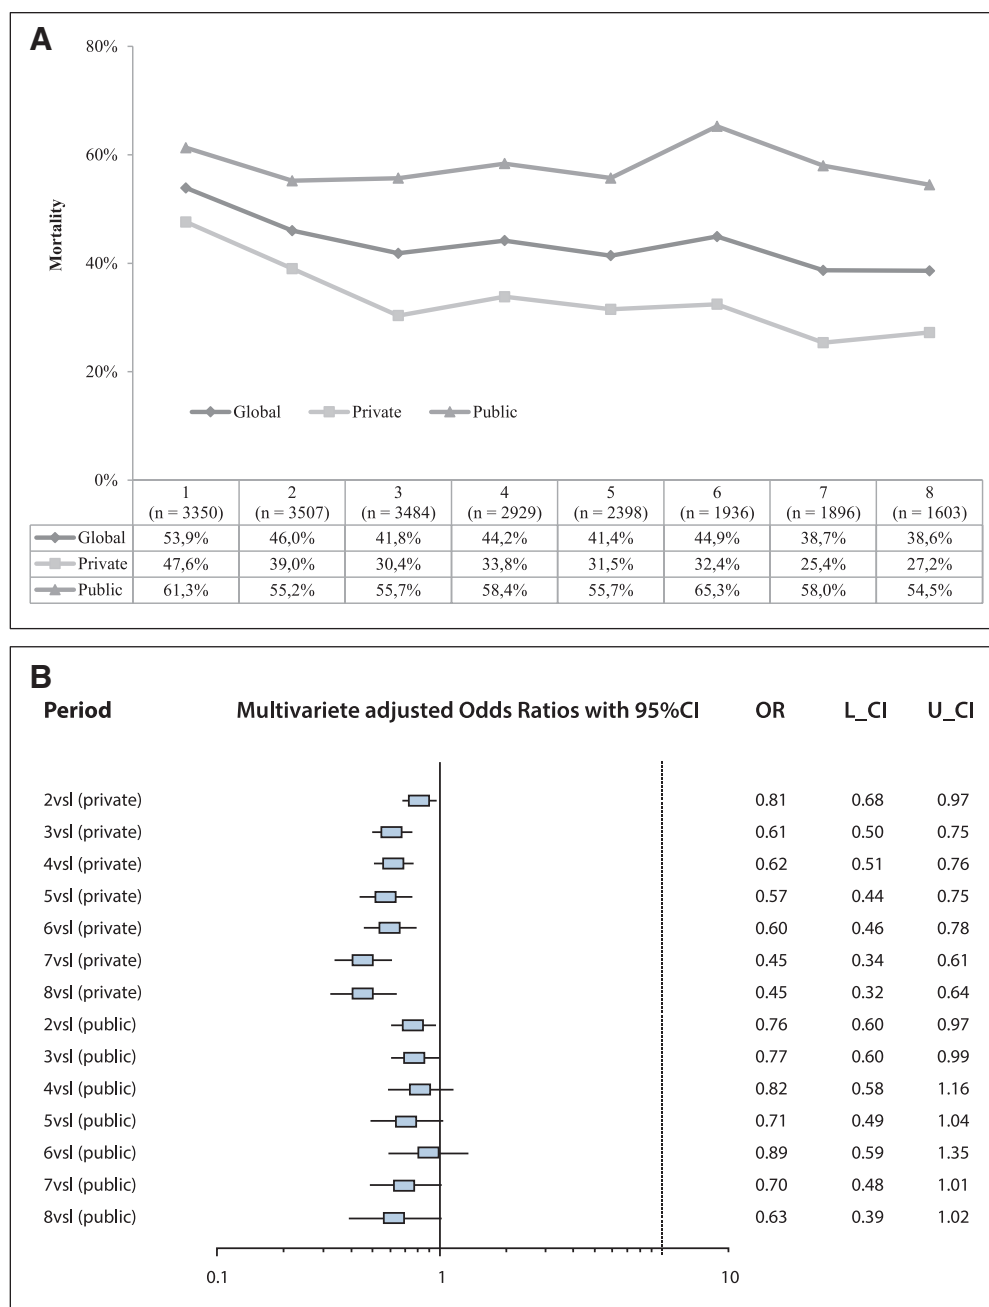 A
80%
60%
40%
20%
0%
Mortality
Global Private Public
1 2 3 4 5 6 7 8
(n = 3350) (n = 3507) (n = 3484) (n = 2929) (n = 2398) (n = 1936) (n = 1896) (n = 1603)
Global 53,9% 46,0% 41,8% 44,2% 41,4% 44,9% 38,7% 38,6%
Private 47,6% 39,0% 30,4% 33,8% 31,5% 32,4% 25,4% 27,2%
Public 61,3% 55,2% 55,7% 58,4% 55,7% 65,3% 58,0% 54,5%
B
Period Multivariete adjusted Odds Ratios with 95%CI OR L_CI U_CI
2vsl (private) 0.81 0.68 0.97
3vsl (private) 0.61 0.50 0.75
4vsl (private) 0.62 0.51 0.76
5vsl (private) 0.57 0.44 0.75
6vsl (private) 0.60 0.46 0.78
7vsl (private) 0.45 0.34 0.61
8vsl (private) 0.45 0.32 0.64
2vsl (public) 0.76 0.60 0.97
3vsl (public) 0.77 0.60 0.99
4vsl (public) 0.82 0.58 1.16
5vsl (public) 0.71 0.49 1.04
6vsl (public) 0.89 0.59 1.35
7vsl (public) 0.70 0.48 1.01
8vsl (public) 0.63 0.39 1.02
0.1 1 10